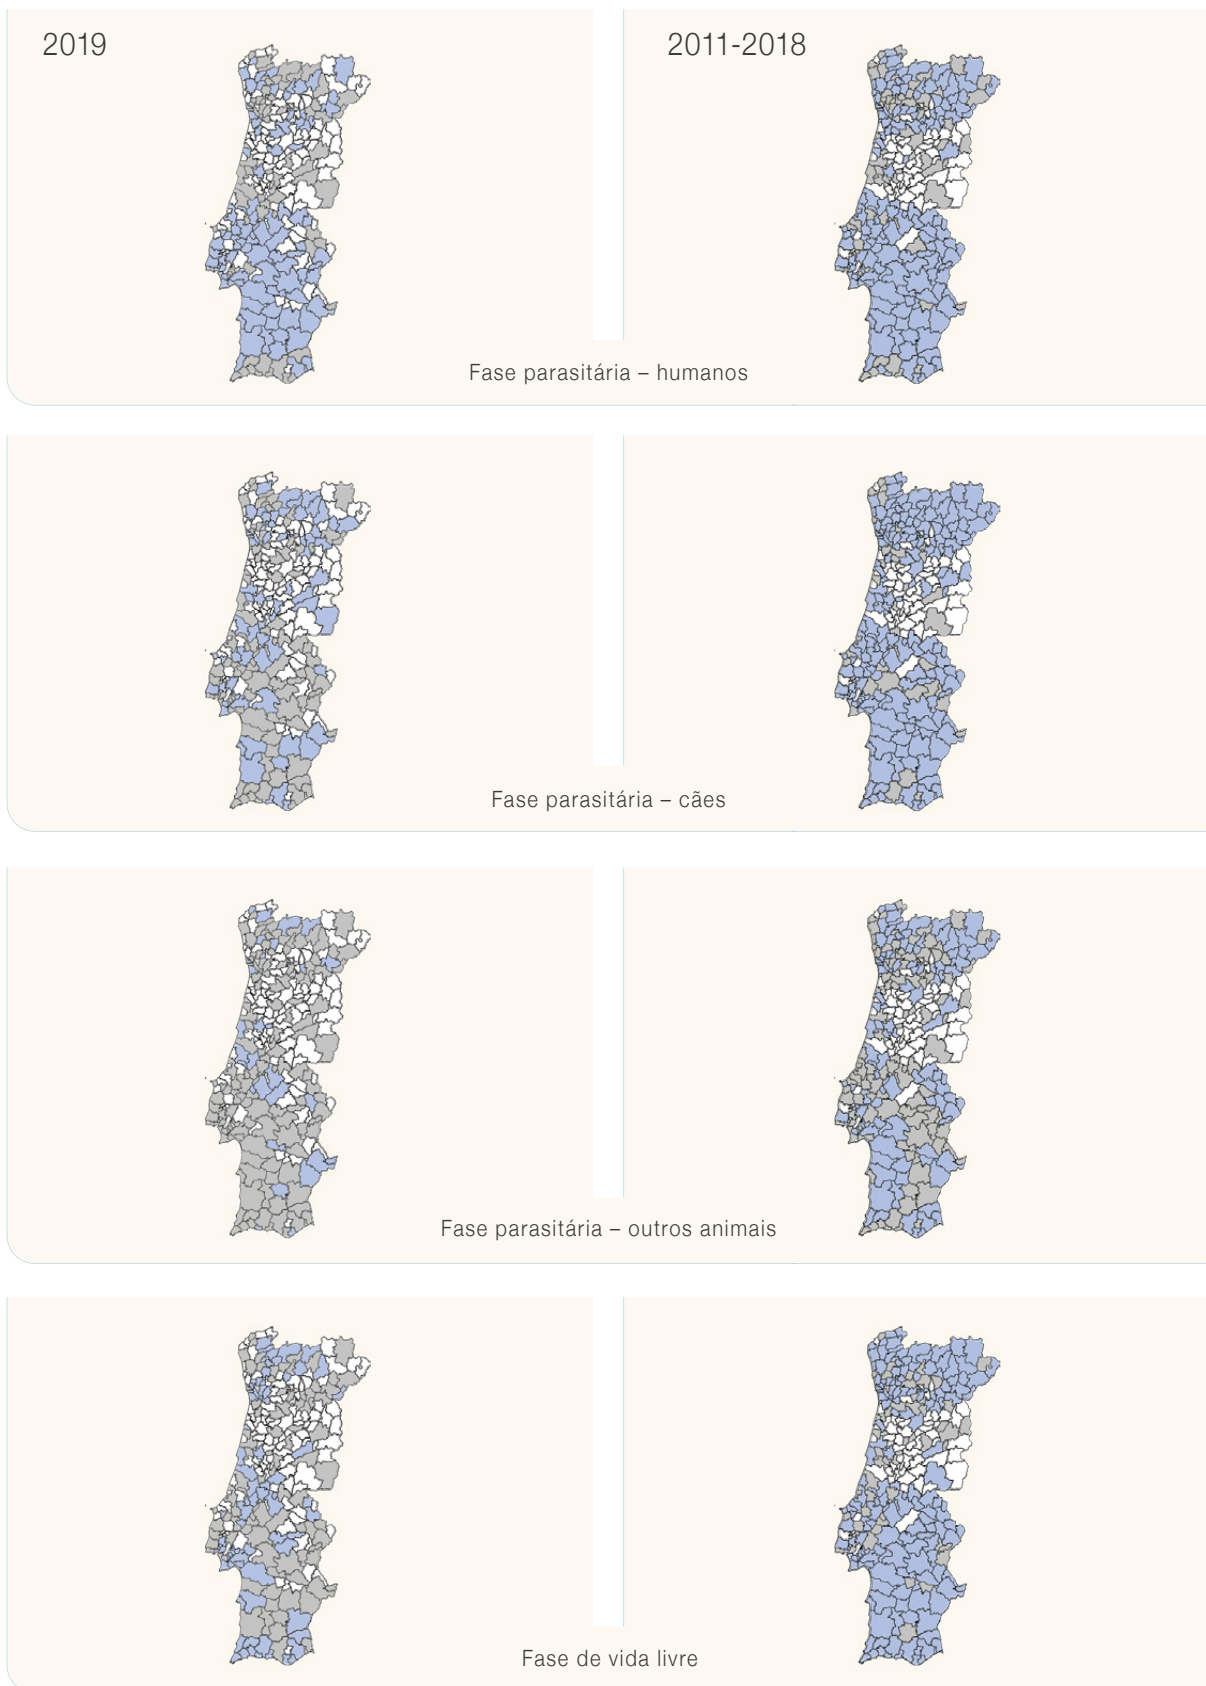 2019
2011-2018
Fase parasitária – humanos
Fase parasitária – cães
Fase parasitária – outros animais
Fase de vida livre